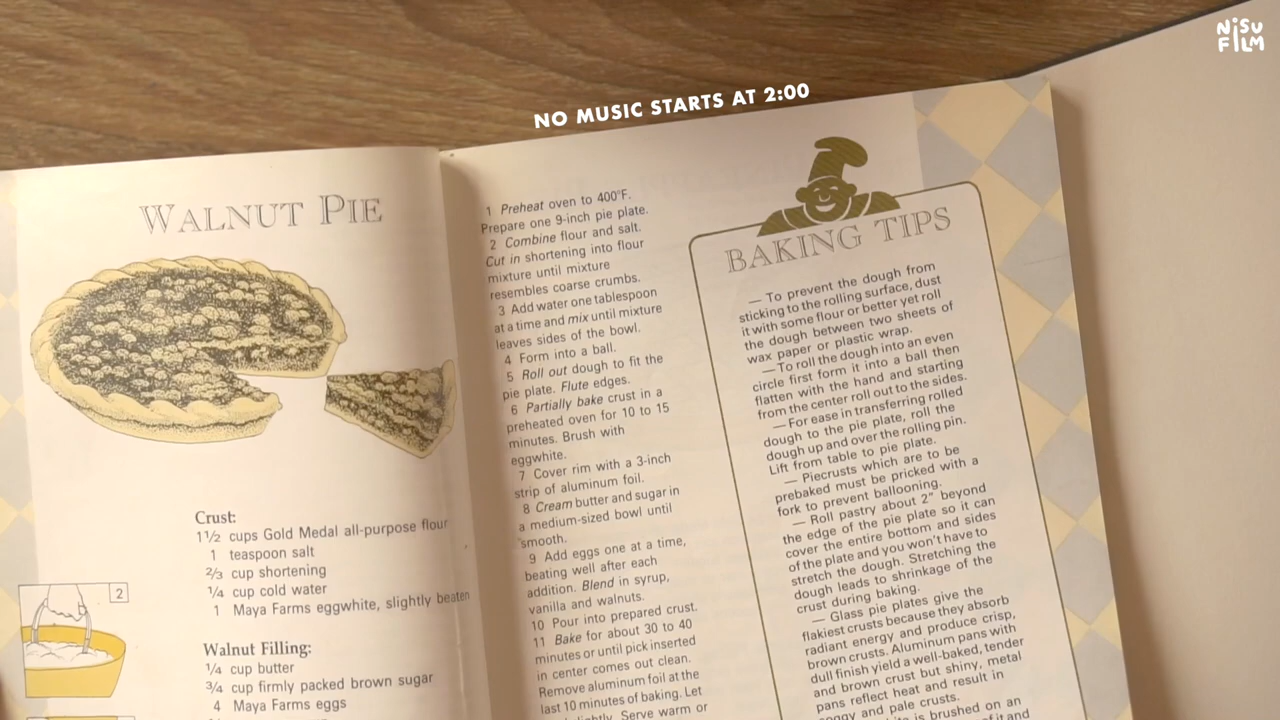 NiSU
FILM
NO MUSIC STARTS AT 2:00
WALNUT PIE
Crust:
1 1/2 cups Gold Medal all-purpose flour
1 teaspoon salt
2/3 cup shortening
1/4 cup cold water
1 Maya Farms eggwhite, slightly beaten
2
Walnut Filling:
1/4 cup butter
3/4 cup firmly packed brown sugar
4 Maya Farms eggs
1 Preheat oven to 400°F.
Prepare one 9-inch pie plate.
2 Combine flour and salt.
Cut in shortening into flour
mixture until mixture
resembles coarse crumbs.
3 Add water one tablespoon
at a time and mix until mixture
leaves sides of the bowl.
4 Form into a ball.
5 Roll out dough to fit the
pie plate. Flute edges.
6 Partially bake crust in a
preheated oven for 10 to 15
minutes. Brush with
eggwhite.
7 Cover rim with a 3-inch
strip of aluminum foil.
8 Cream butter and sugar in
a medium-sized bowl until
smooth.
9 Add eggs one at a time,
beating well after each
addition. Blend in syrup,
vanilla and walnuts.
10 Pour into prepared crust.
11 Bake for about 30 to 40
minutes or until pick inserted
in center comes out clean.
Remove aluminum foil at the
last 10 minutes of baking. Let
slightly. Serve warm or
BAKING TIPS
— To prevent the dough from
sticking to the rolling surface, dust
it with some flour or better yet roll
the dough between two sheets of
wax paper or plastic wrap.
— To roll the dough into an even
circle first form it into a ball then
flatten with the hand and starting
from the center roll out to the sides.
— For ease in transferring rolled
dough to the pie plate, roll the
dough up and over the rolling pin.
Lift from table to pie plate.
— Piecrusts which are to be
prebaked must be pricked with a
fork to prevent ballooning.
— Roll pastry about 2" beyond
the edge of the pie plate so it can
cover the entire bottom and sides
of the plate and you won't have to
stretch the dough. Stretching the
dough leads to shrinkage of the
crust during baking.
— Glass pie plates give the
flakiest crusts because they absorb
radiant energy and produce crisp,
brown crusts. Aluminum pans with
dull finish yield a well-baked, tender
and brown crust but shiny, metal
pans reflect heat and result in
soggy and pale crusts.
is brushed on an
of it and